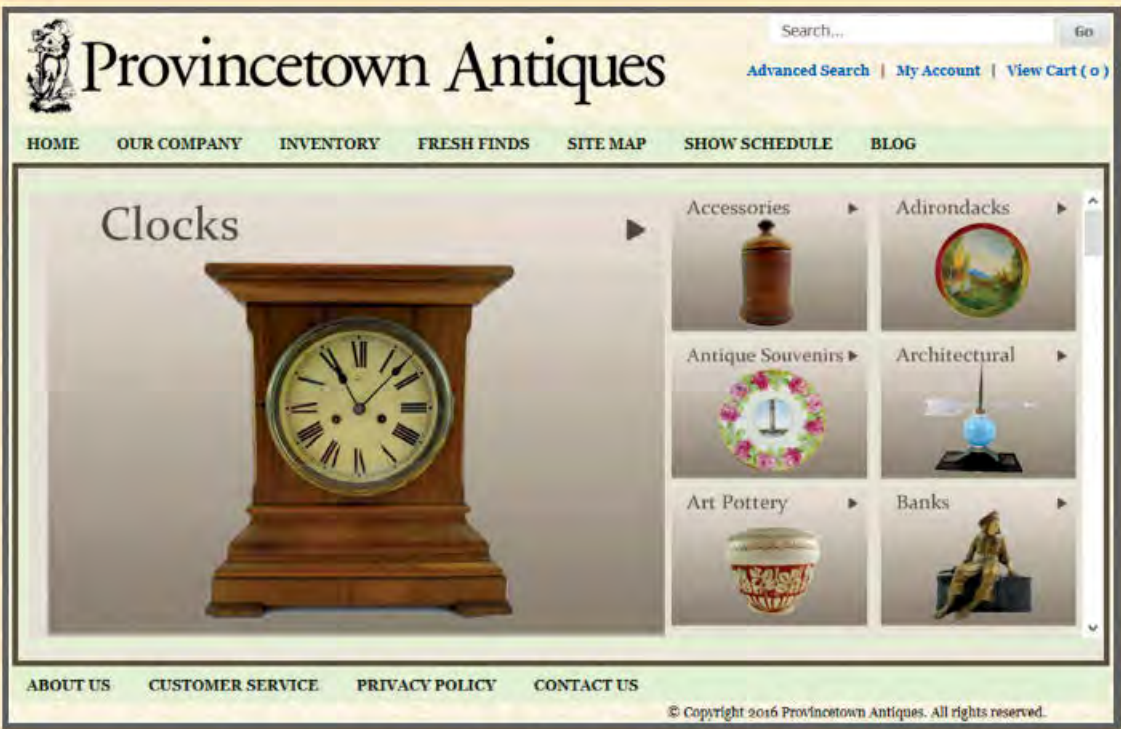 Provincetown Antiques
Search...
Go
Advanced Search | My Account | View Cart ( 0 )
HOME OUR COMPANY INVENTORY FRESH FINDS SITE MAP SHOW SCHEDULE BLOG
Clocks
Accessories
Adirondacks
Antique Souvenirs
Architectural
Art Pottery
Banks
ABOUT US CUSTOMER SERVICE PRIVACY POLICY CONTACT US
© Copyright 2016 Provincetown Antiques. All rights reserved.